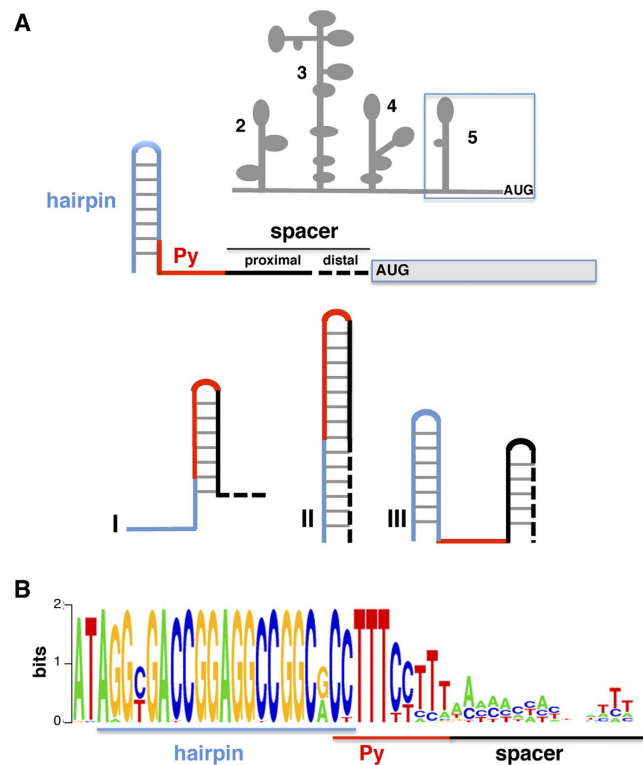 A
3
2
4
5
AUG
hairpin
Py
spacer
proximal
distal
AUG
I
II
III
B
bits
2
1
0
ATAGGCGACCGGAGGCCGGCGCCTTTCCTTTAAAAACAC
hairpin
Py
spacer